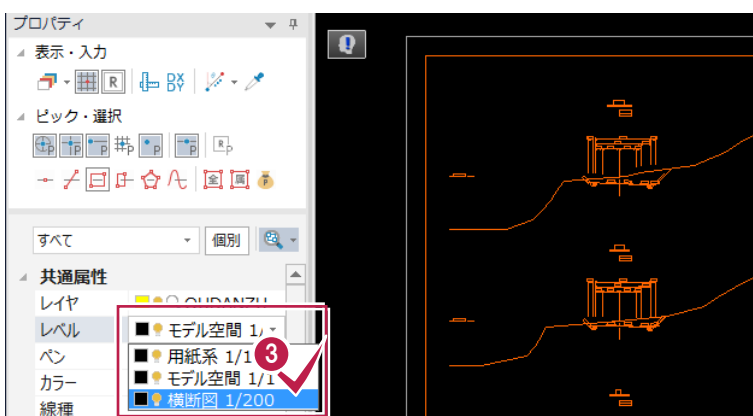 プロパティ
表示・入力
R DX DY
ピック・選択
P P P P P P R P
全 属 P
すべて 個別
共通属性
レイヤ OUDANZU
レベル モデル空間 1/
ペン 用紙系 1/1
3
カラー モデル空間 1/1
線種 横断図 1/200